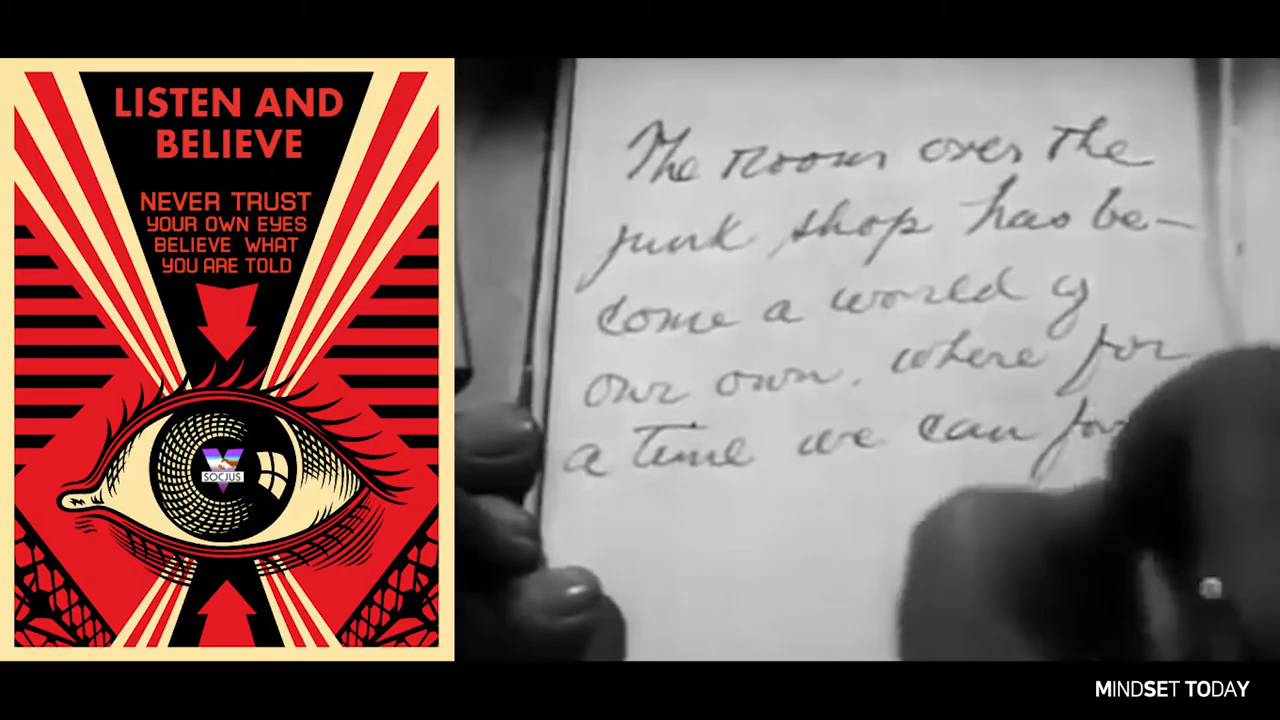 LISTEN AND
BELIEVE
NEVER TRUST
YOUR OWN EYES
BELIEVE WHAT
YOU ARE TOLD
SOCJUS
The room over the
junk shop has be-
come a world of
our own, where for
a time we can
MINDSET TODAY